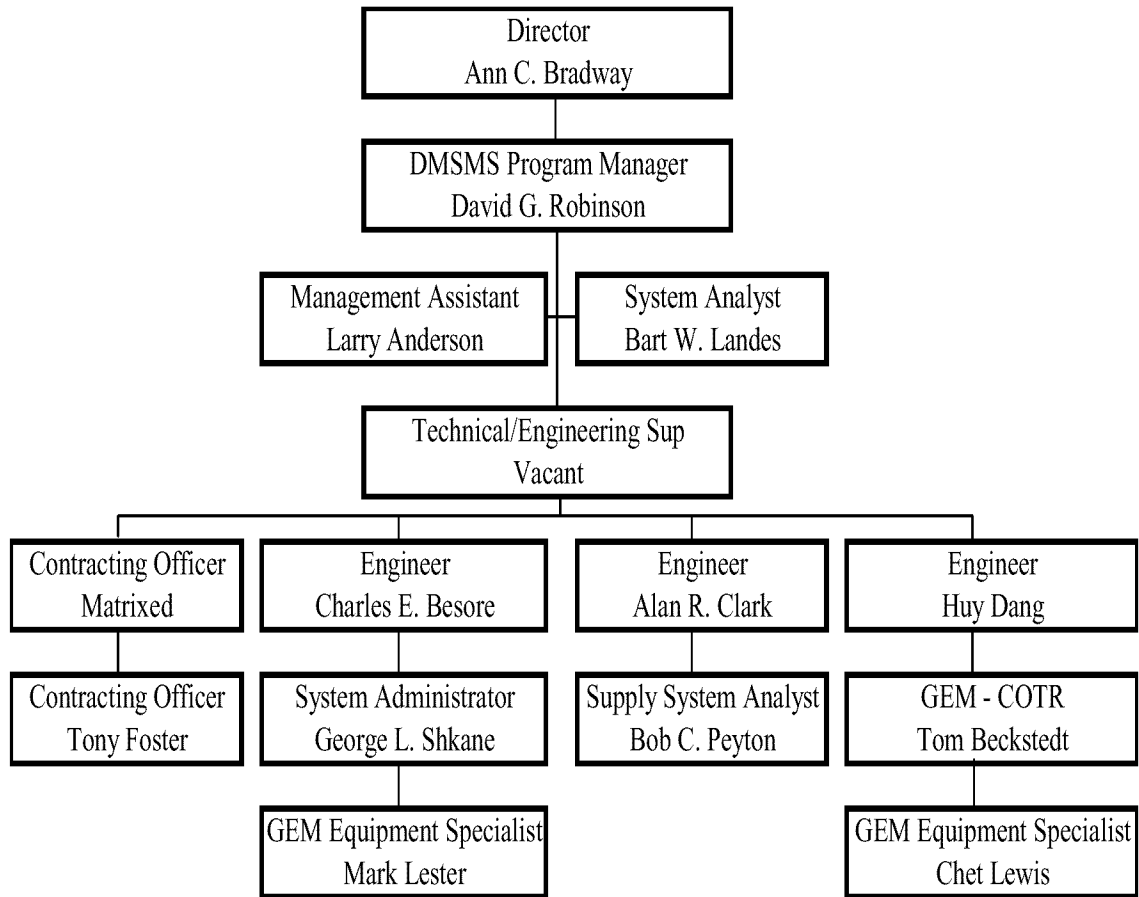 Director
Ann C. Bradway
DMSMS Program Manager
David G. Robinson
Management Assistant
Larry Anderson
System Analyst
Bart W. Landes
Technical/Engineering Sup
Vacant
Contracting Officer
Matrixed
Engineer
Charles E. Besore
Engineer
Alan R. Clark
Engineer
Huy Dang
Contracting Officer
Tony Foster
System Administrator
George L. Shkane
Supply System Analyst
Bob C. Peyton
GEM - COTR
Tom Beckstedt
GEM Equipment Specialist
Mark Lester
GEM Equipment Specialist
Chet Lewis